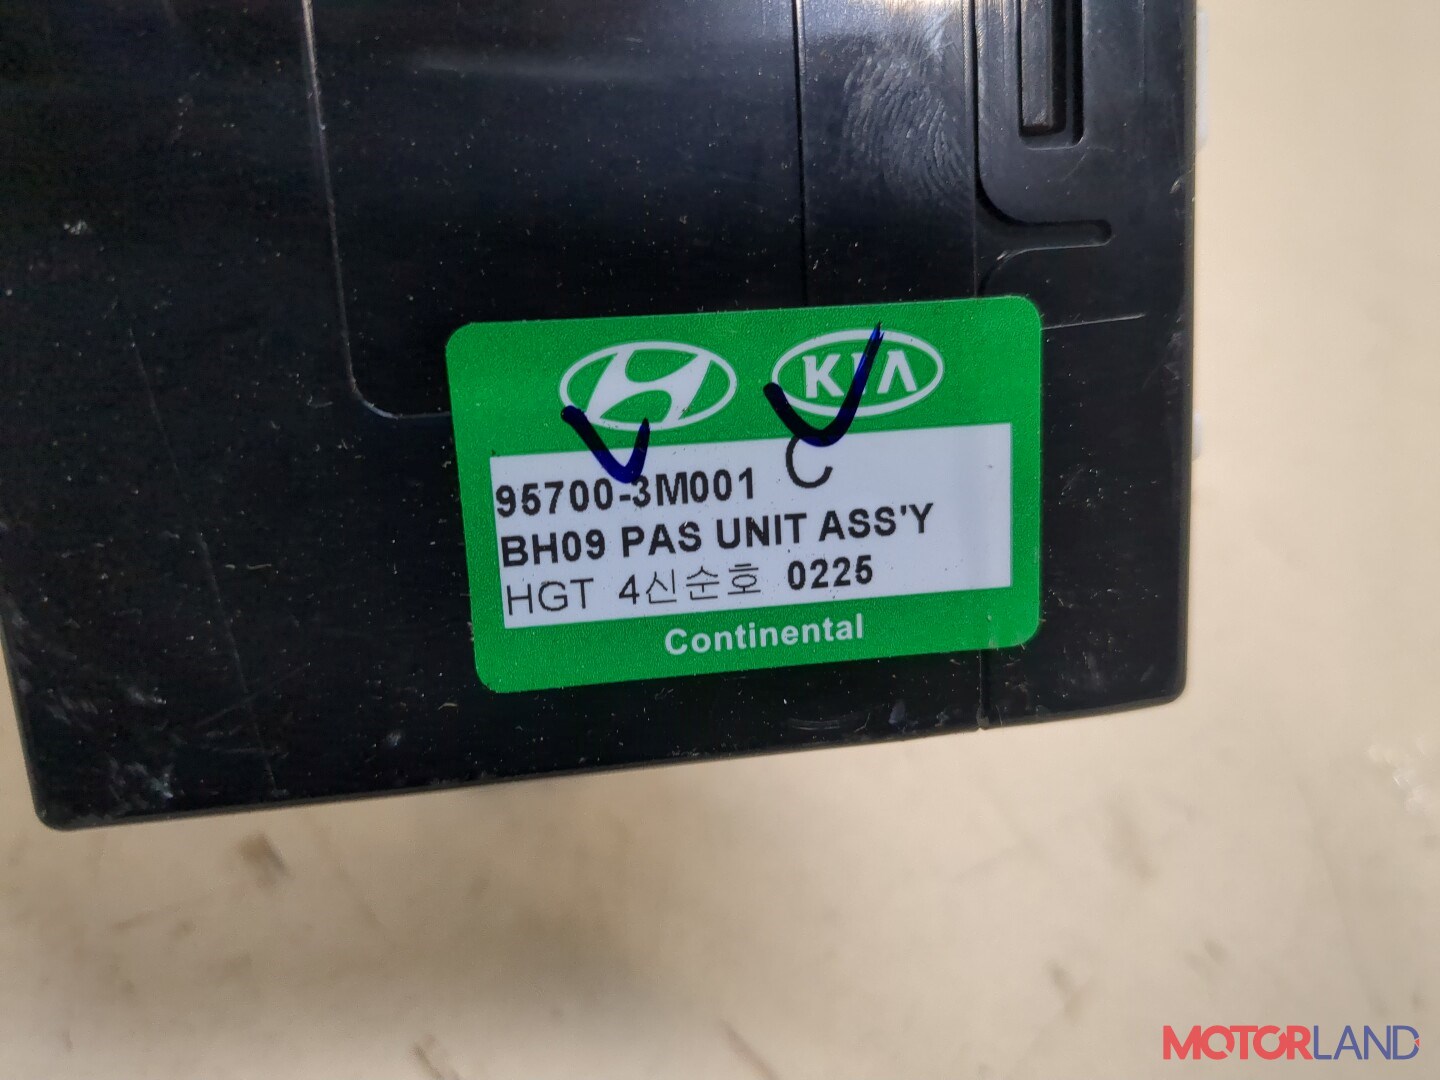 KIA
95700-3M001 C
BH09 PAS UNIT ASS'Y
HGT 4신순호 0225
Continental
MOTORLAND